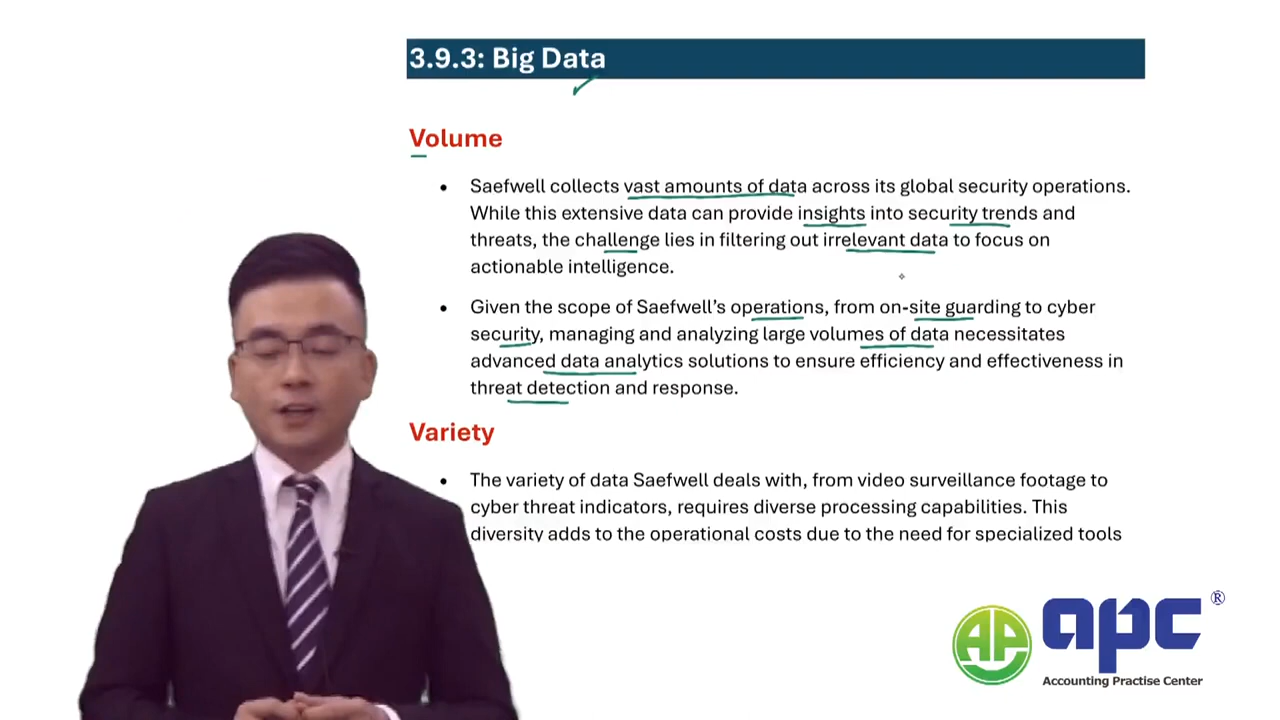 3.9.3: Big Data
Volume
• Saefwell collects vast amounts of data across its global security operations.
While this extensive data can provide insights into security trends and
threats, the challenge lies in filtering out irrelevant data to focus on
actionable intelligence.
• Given the scope of Saefwell’s operations, from on-site guarding to cyber
security, managing and analyzing large volumes of data necessitates
advanced data analytics solutions to ensure efficiency and effectiveness in
threat detection and response.
Variety
• The variety of data Saefwell deals with, from video surveillance footage to
cyber threat indicators, requires diverse processing capabilities. This
diversity adds to the operational costs due to the need for specialized tools
AP apc ®
Accounting Practise Center